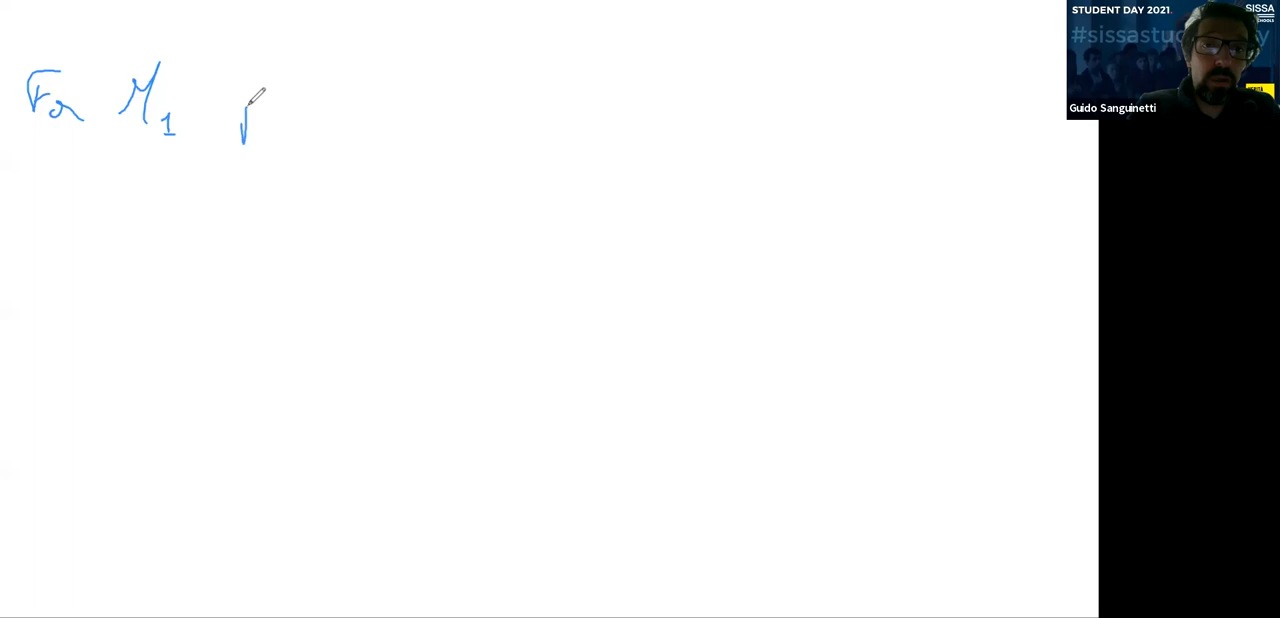 For M₁ p
STUDENT DAY 2021.
SISSA
#sissastu y
Guido Sanguinetti